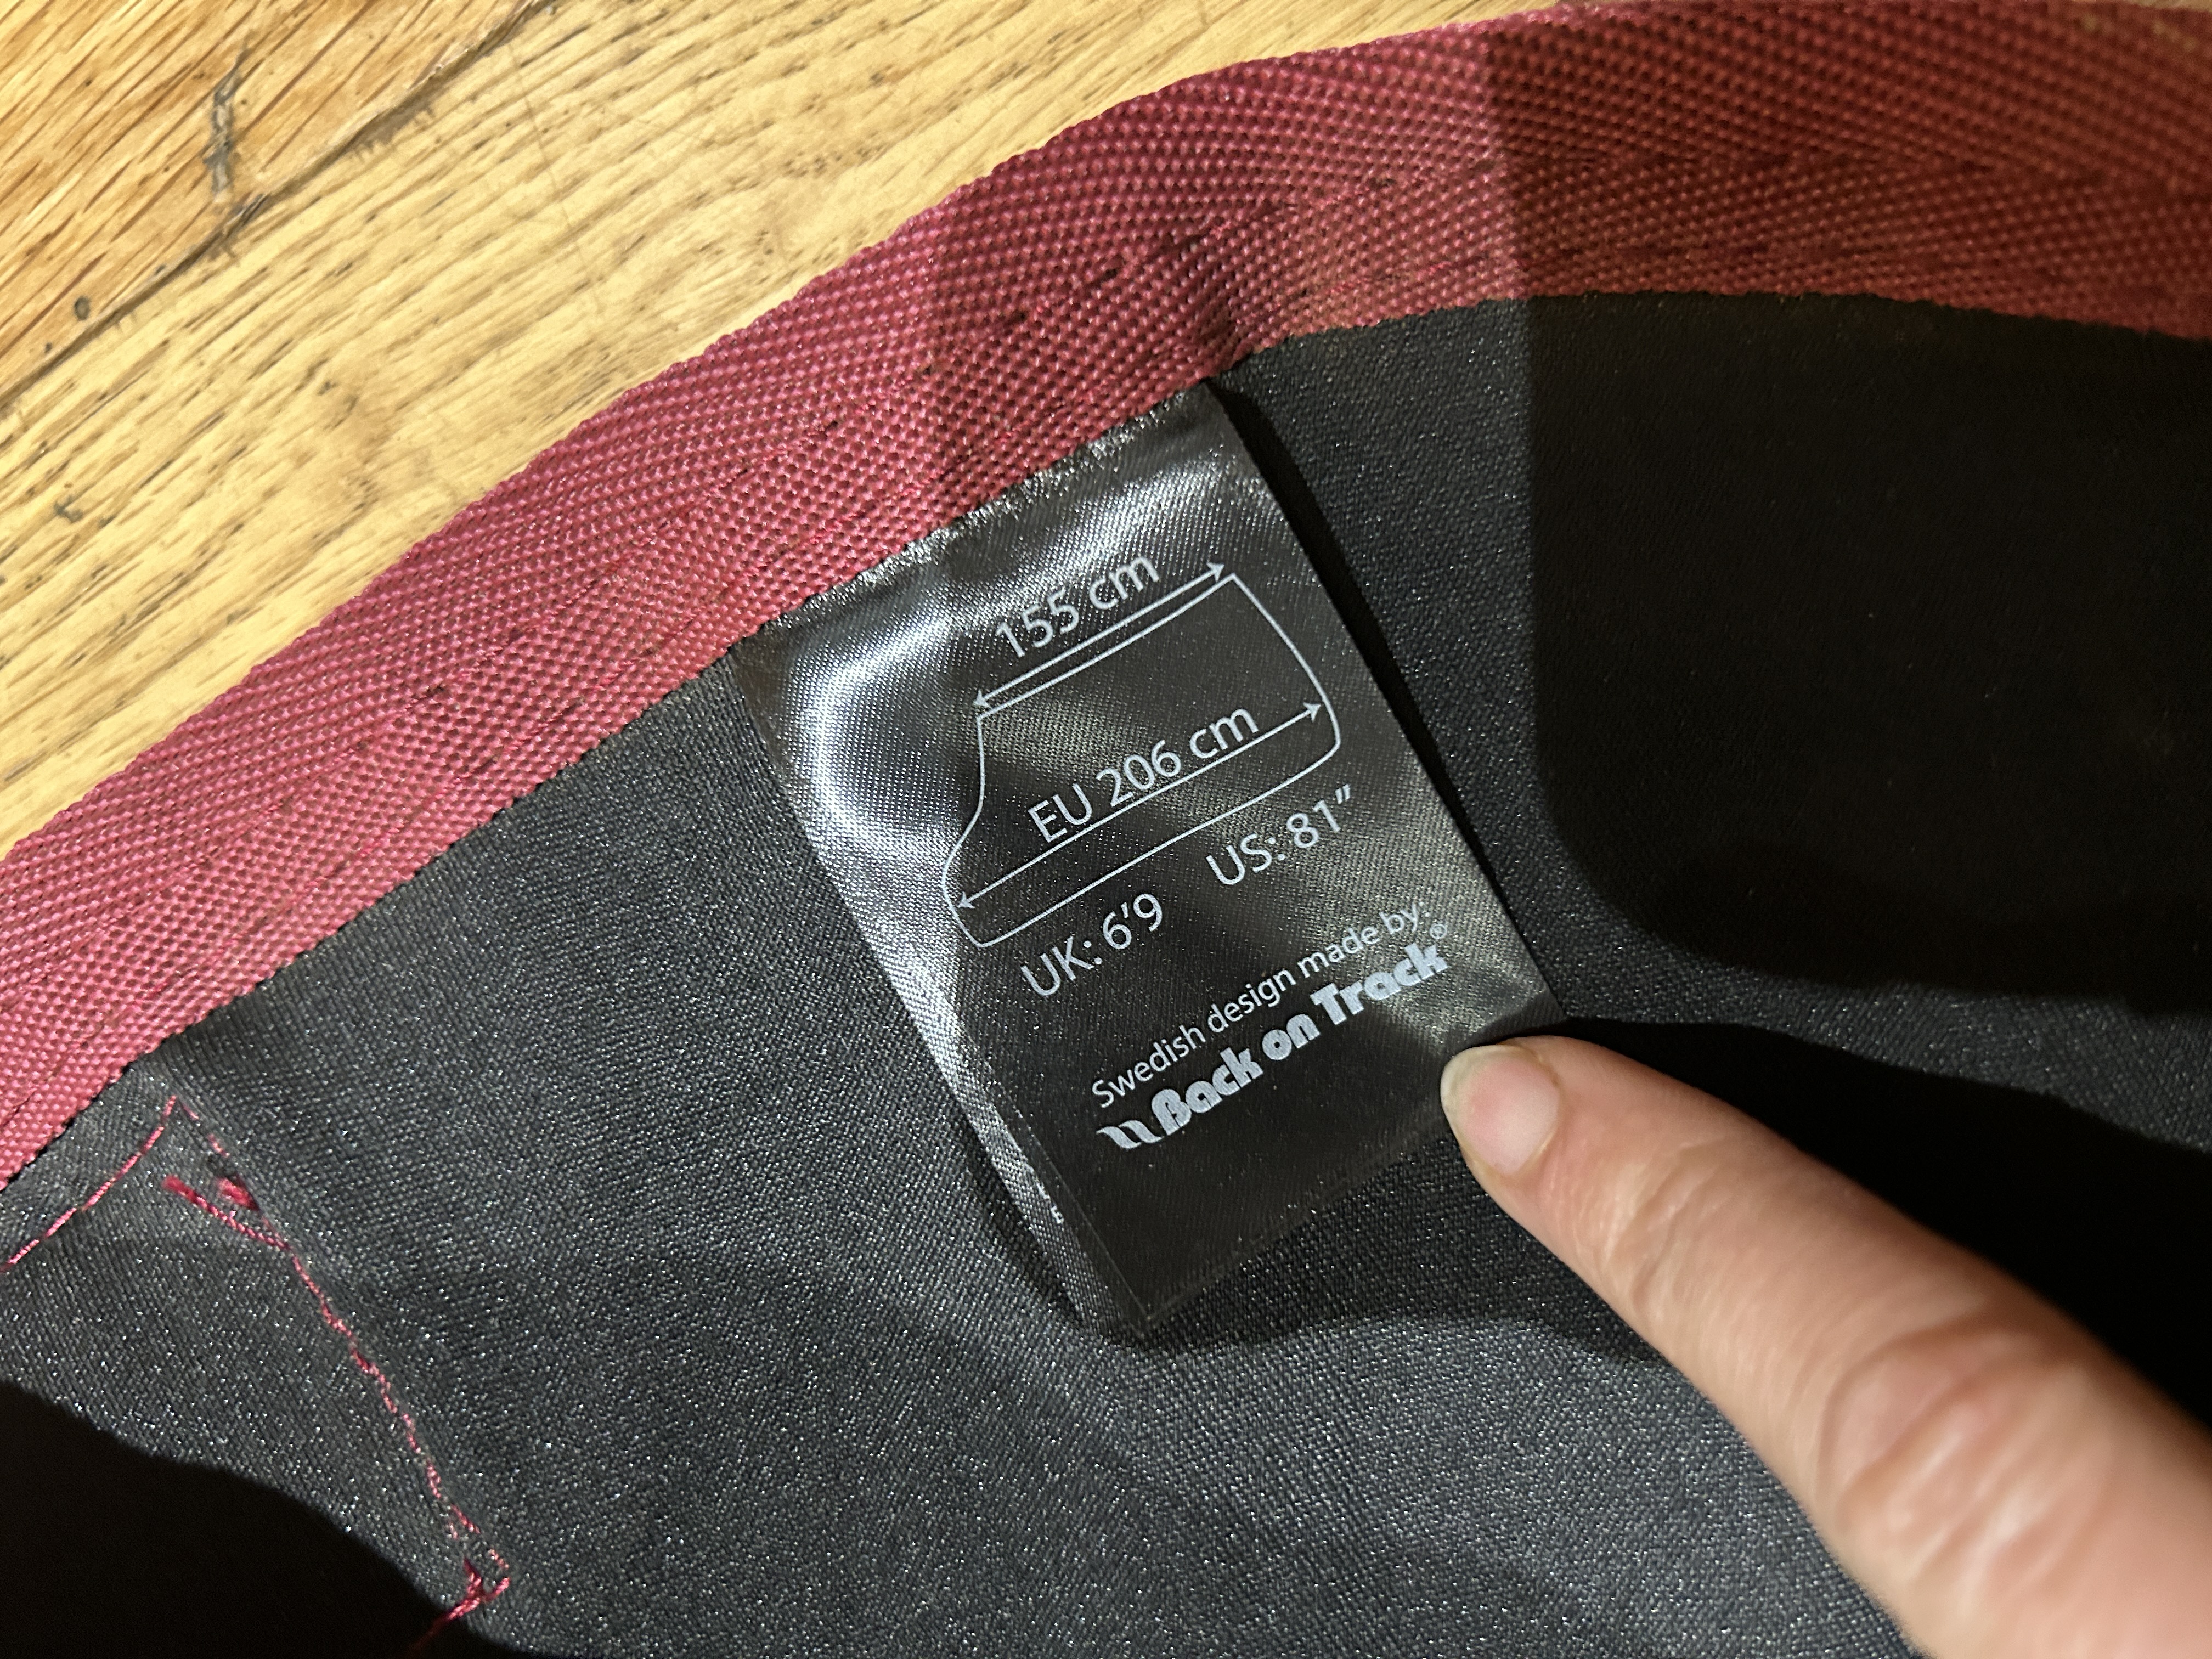 155 cm
EU 206 cm
UK: 6'9 US: 81"
Swedish design made by:
Back on Track®